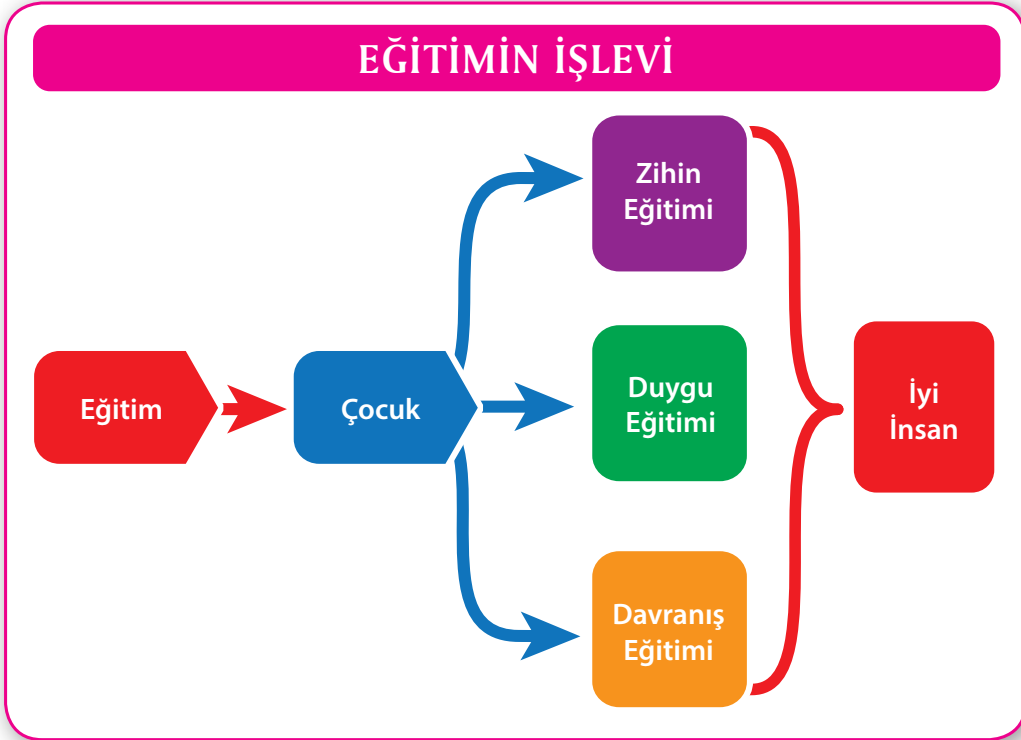 EĞİTİMİN İŞLEVİ
Eğitim
Çocuk
Zihin
Eğitimi
Duygu
Eğitimi
Davranış
Eğitimi
İyi
İnsan